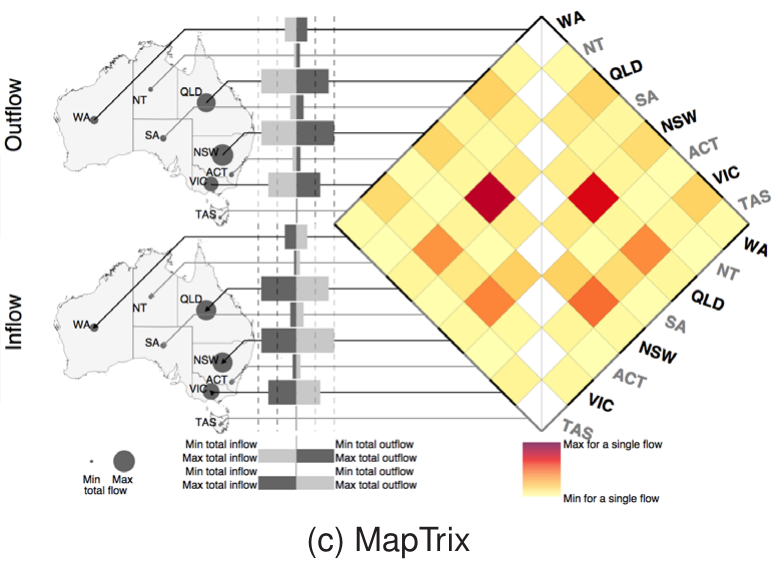 Outflow
WA
NT
QLD
SA
NSW
ACT
VIC
TAS
Inflow
WA
NT
QLD
SA
NSW
ACT
VIC
TAS
WA
NT
QLD
SA
NSW
ACT
VIC
TAS
WA
NT
QLD
SA
NSW
ACT
VIC
TAS
Min Max
total flow
Min total inflow Min total outflow
Max total inflow Max total outflow
Min total inflow Min total outflow
Max total inflow Max total outflow
Max for a single flow
Min for a single flow
(c) MapTrix